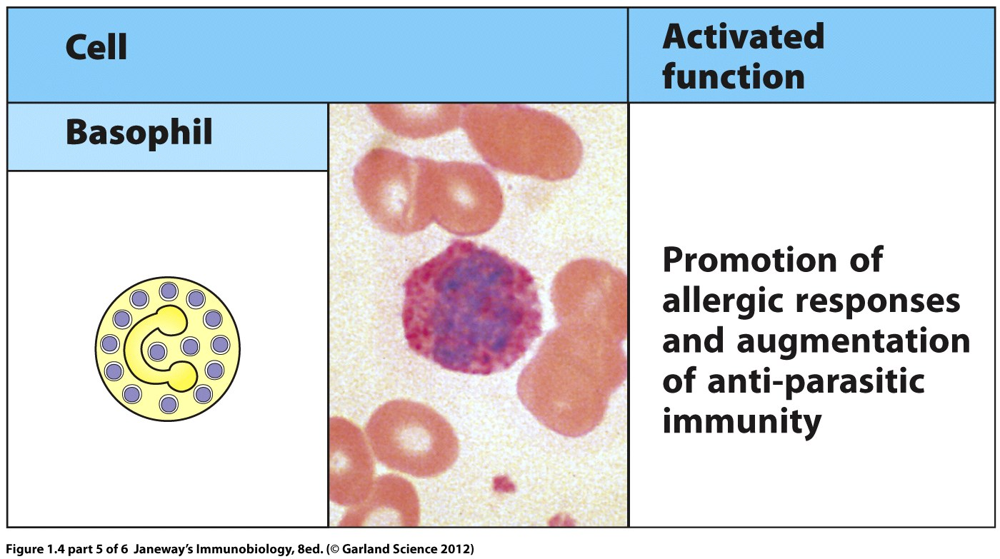 Cell
Activated
function
Basophil
Promotion of
allergic responses
and augmentation
of anti-parasitic
immunity
Figure 1.4 part 5 of 6 Janeway’s Immunobiology, 8ed. (© Garland Science 2012)